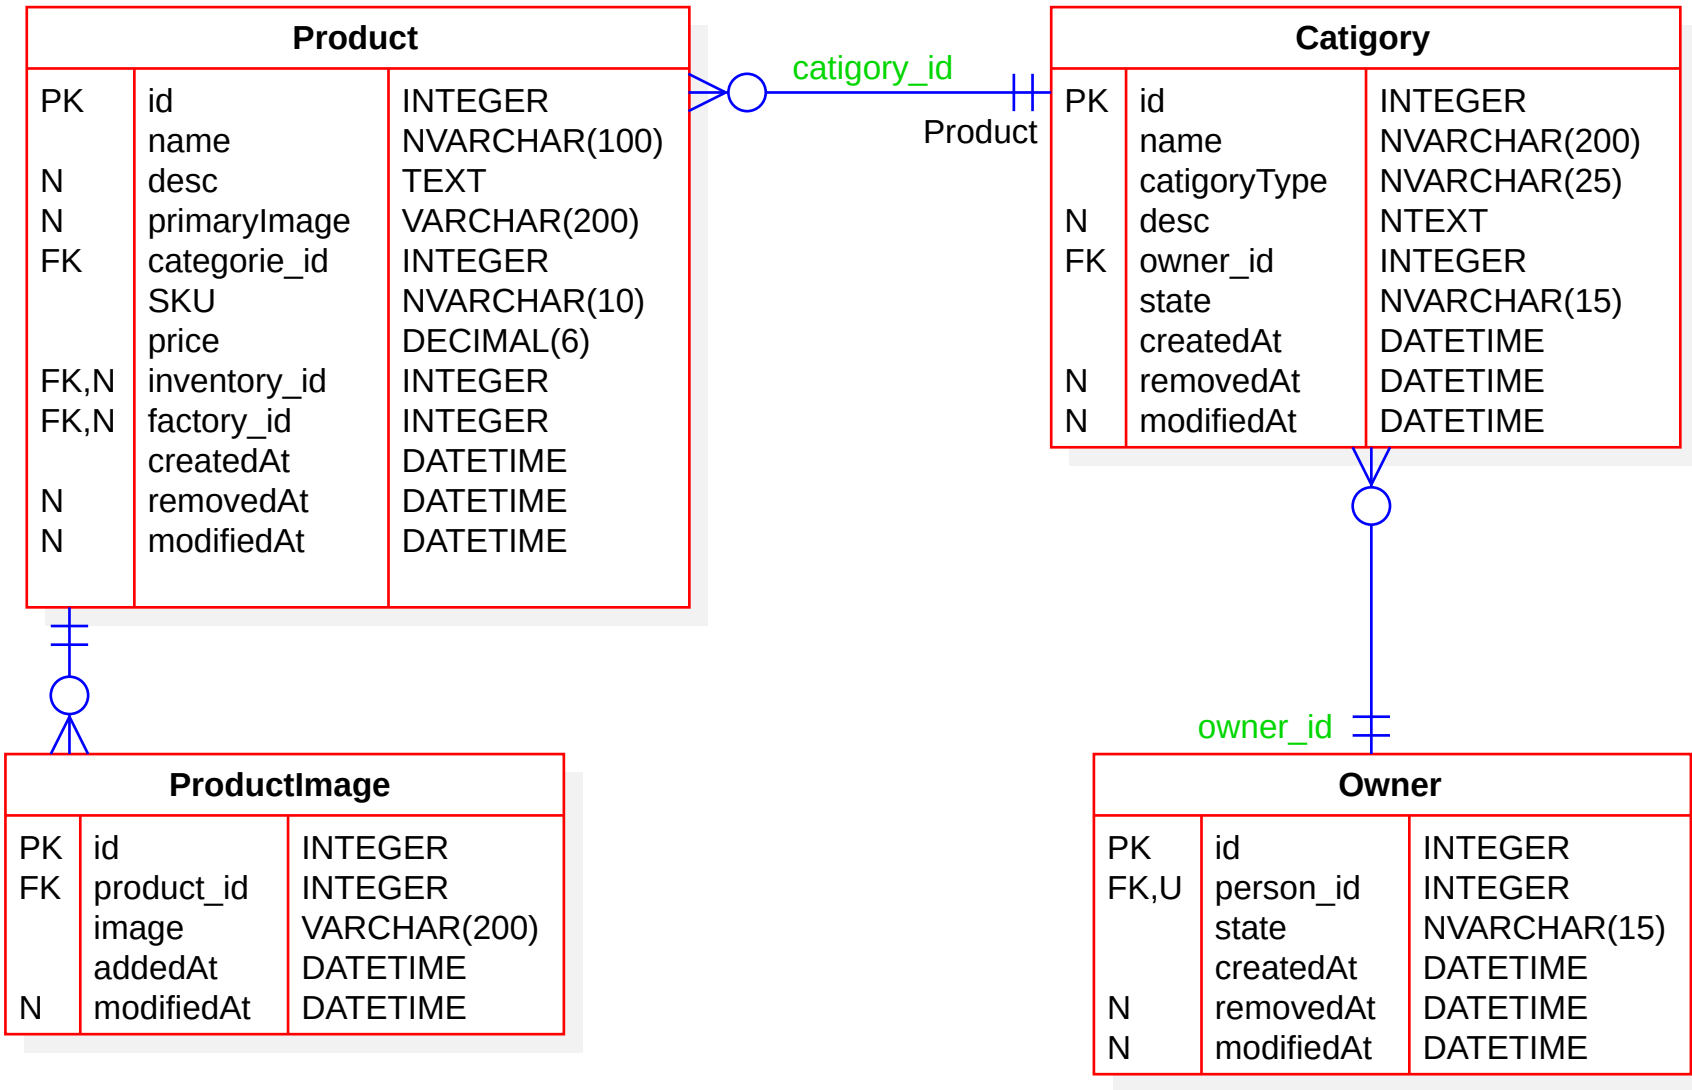 Product
PK id INTEGER
name NVARCHAR(100)
N desc TEXT
N primaryImage VARCHAR(200)
FK categorie_id INTEGER
SKU NVARCHAR(10)
price DECIMAL(6)
FK,N inventory_id INTEGER
FK,N factory_id INTEGER
createdAt DATETIME
N removedAt DATETIME
N modifiedAt DATETIME
catigory_id
Product
Catigory
PK id INTEGER
name NVARCHAR(200)
catigoryType NVARCHAR(25)
N desc NTEXT
FK owner_id INTEGER
state NVARCHAR(15)
createdAt DATETIME
N removedAt DATETIME
N modifiedAt DATETIME
ProductImage
PK id INTEGER
FK product_id INTEGER
image VARCHAR(200)
addedAt DATETIME
N modifiedAt DATETIME
owner_id
Owner
PK id INTEGER
FK,U person_id INTEGER
state NVARCHAR(15)
createdAt DATETIME
N removedAt DATETIME
N modifiedAt DATETIME